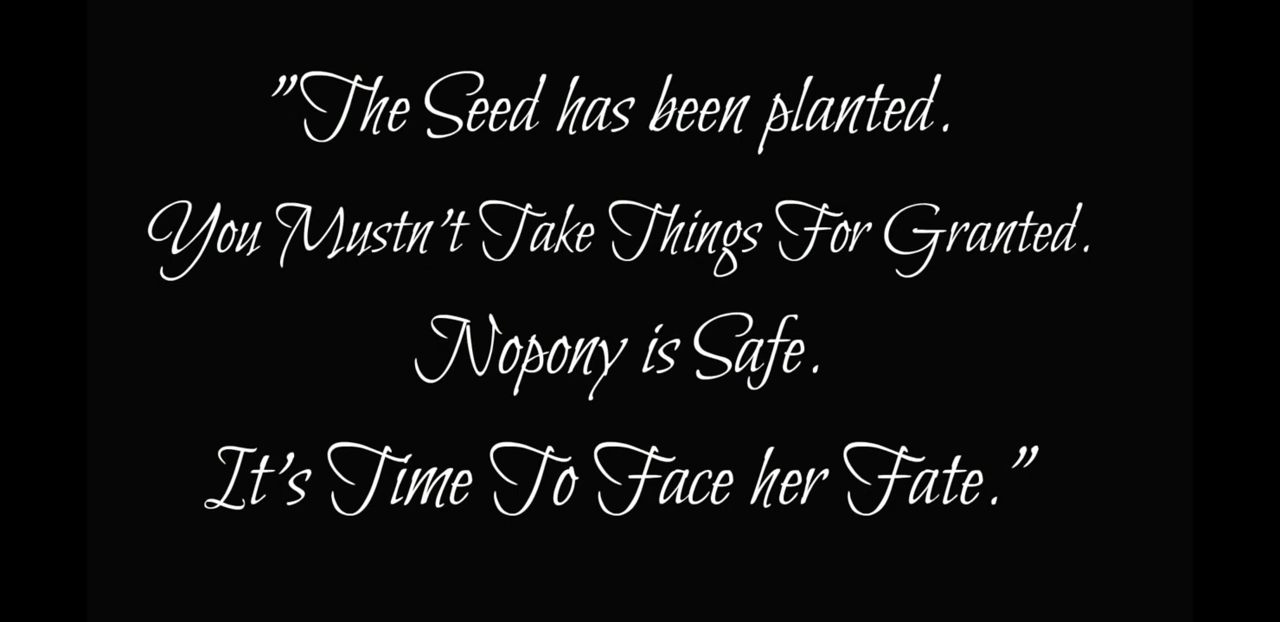 ”The Seed has been planted.
You Mustn’t Take Things For Granted.
Nopony is Safe.
It’s Time To Face her Fate.”